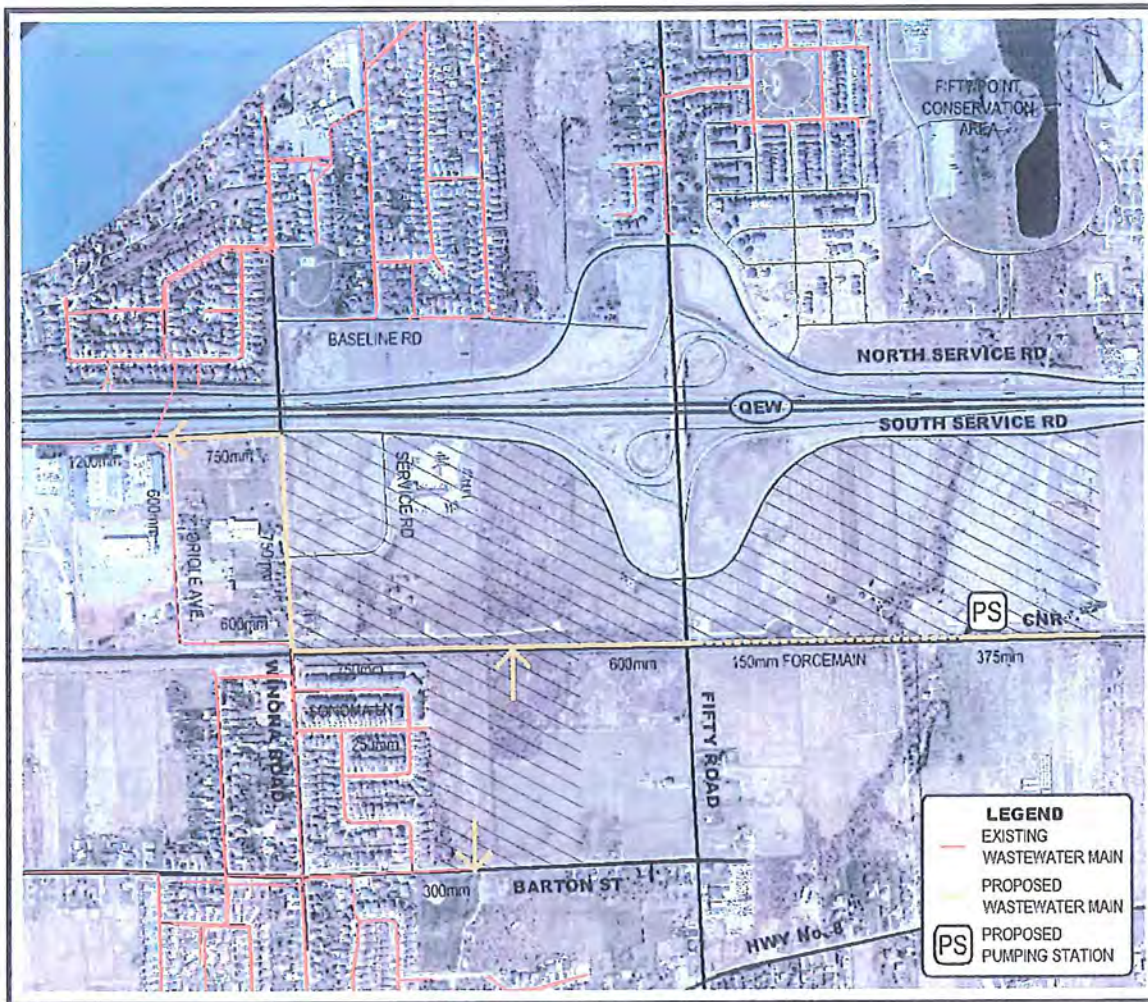 FIFTY POINT
CONSERVATION
AREA
BASELINE RD
NORTH SERVICE RD
QEW
SOUTH SERVICE RD
1200mm
750mm
600mm
ORIOLE AVE.
750mm
SERVICE RD
600mm
PS
CNR
750mm
600mm
150mm FORCEMAIN
375mm
WINONA ROAD
SONOMA LN
250mm
FIFTY ROAD
300mm
BARTON ST
HWY No. 8
LEGEND
EXISTING
WASTEWATER MAIN
PROPOSED
WASTEWATER MAIN
PS
PROPOSED
PUMPING STATION